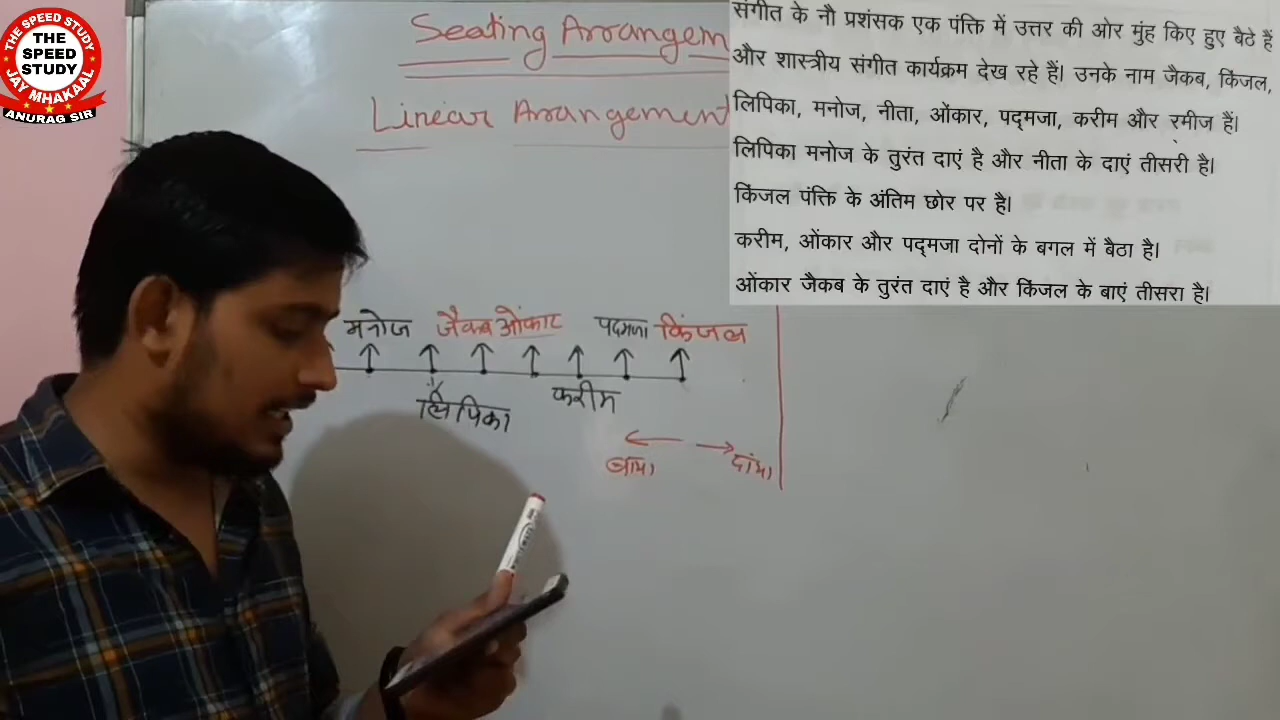 THE SPEED STUDY
THE
SPEED
STUDY
JAY MHAKAAL
ANURAG SIR
Seating Arrangem
Linear Arrangement
संगीत के नौ प्रशंसक एक पंक्ति में उत्तर की ओर मुंह किए हुए बैठे हैं
और शास्त्रीय संगीत कार्यक्रम देख रहे हैं। उनके नाम जैकब, किंजल,
लिपिका, मनोज, नीता, ओंकार, पद्मजा, करीम और रमीज हैं।
लिपिका मनोज के तुरंत दाएं है और नीता के दाएं तीसरी है।
किंजल पंक्ति के अंतिम छोर पर है।
करीम, ओंकार और पद्मजा दोनों के बगल में बैठा है।
ओंकार जैकब के तुरंत दाएं है और किंजल के बाएं तीसरा है।
मनोज जैकब ओंकार पदमजा किंजल
लिपिका करीम
बांया दांया